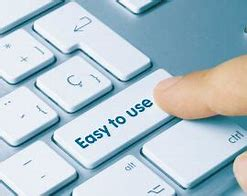 Ç
Easy to use
ctrl
alt